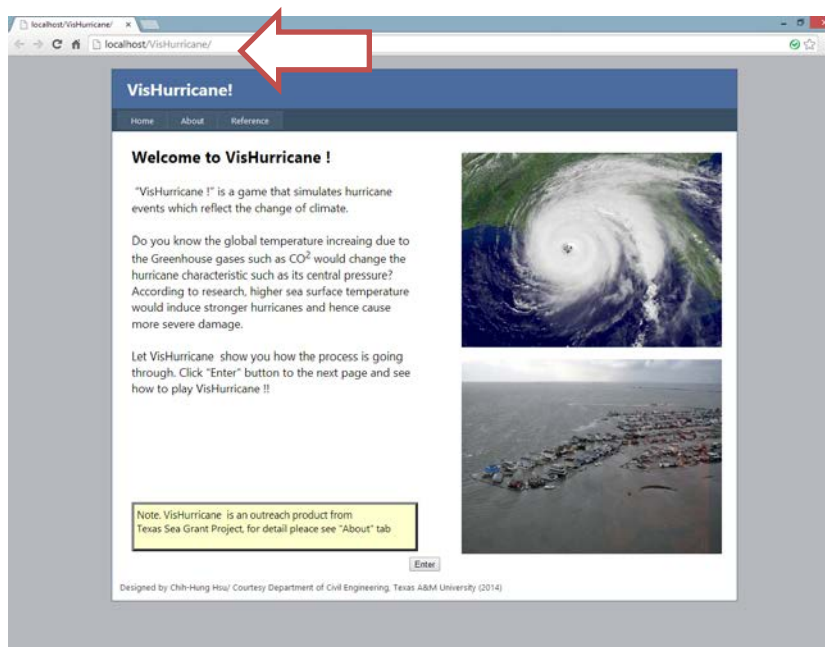 localhost/VisHurricane/
localhost/VisHurricane/
VisHurricane!
Home About Reference
Welcome to VisHurricane !
"VisHurricane !" is a game that simulates hurricane
events which reflect the change of climate.
Do you know the global temperature increaing due to
the Greenhouse gases such as CO² would change the
hurricane characteristic such as its central pressure?
According to research, higher sea surface temperature
would induce stronger hurricanes and hence cause
more severe damage.
Let VisHurricane show you how the process is going
through. Click "Enter" button to the next page and see
how to play VisHurricane !!
Note. VisHurricane is an outreach product from
Texas Sea Grant Project, for detail pleace see "About" tab
Enter
Designed by Chih-Hung Hsu/ Courtesy Department of Civil Engineering, Texas A&M University (2014)